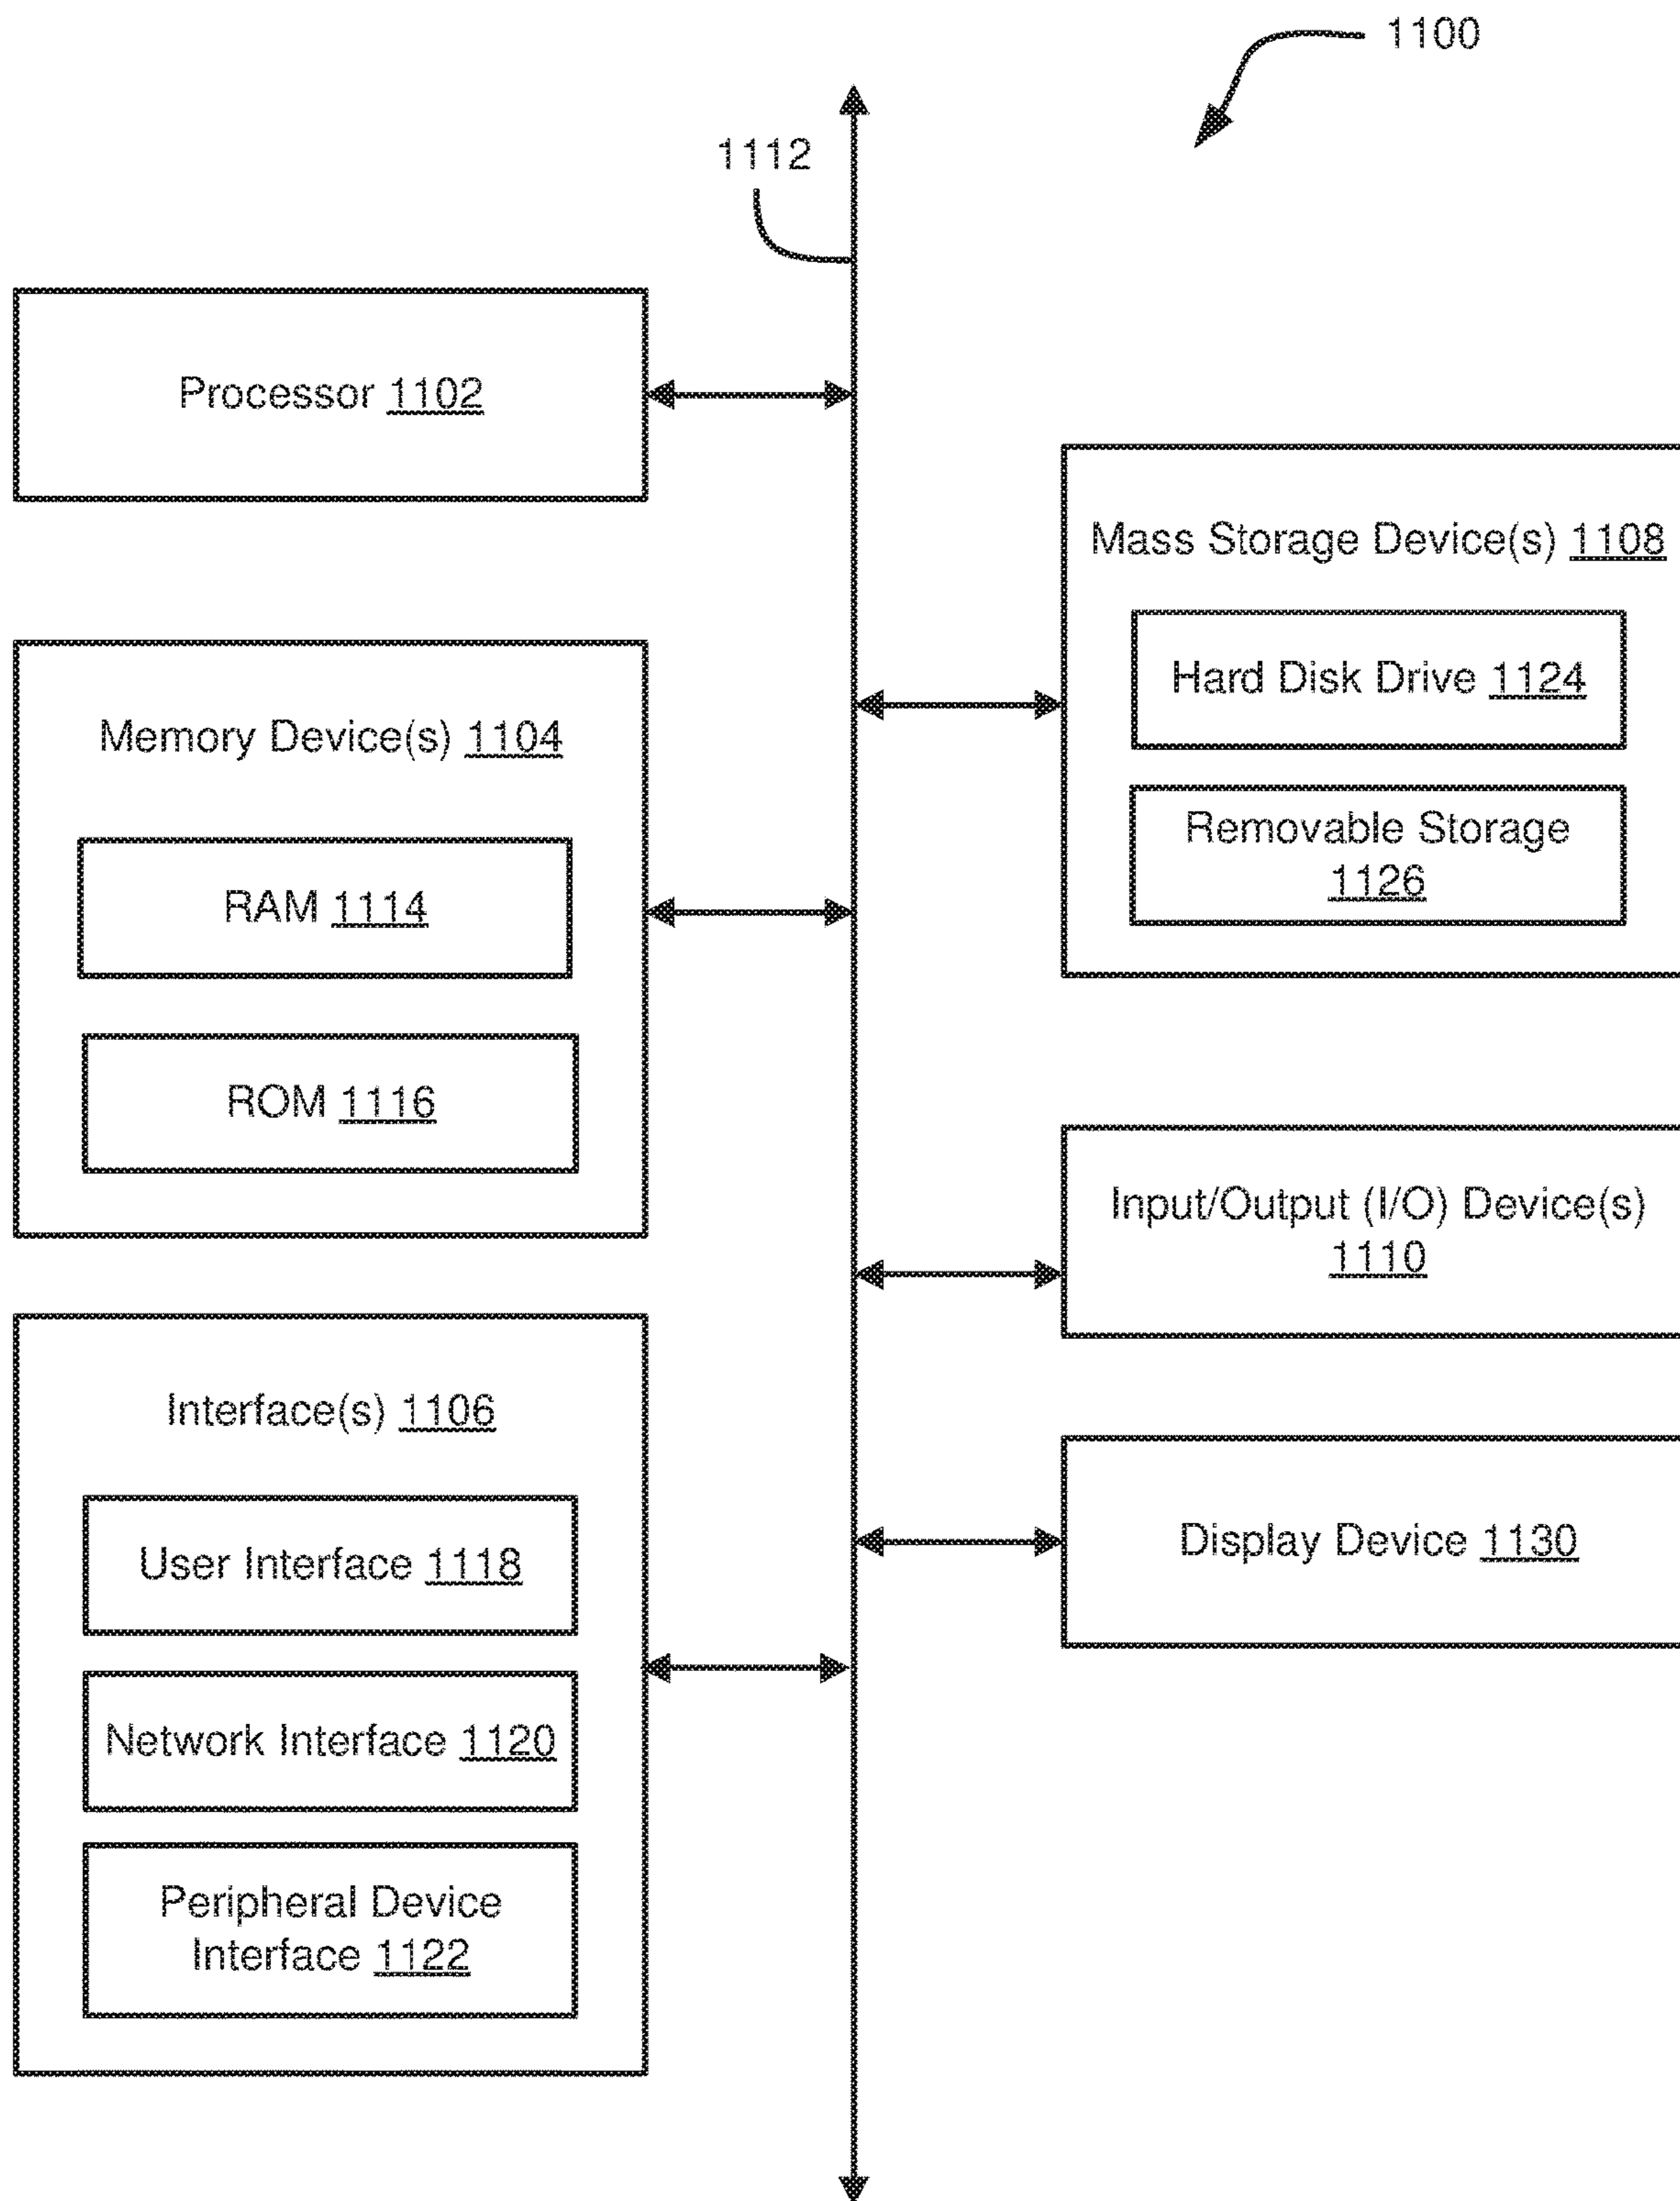 1100
1112
Processor 1102
Mass Storage Device(s) 1108
Hard Disk Drive 1124
Removable Storage
1126
Memory Device(s) 1104
RAM 1114
ROM 1116
Input/Output (I/O) Device(s)
1110
Interface(s) 1106
User Interface 1118
Network Interface 1120
Peripheral Device
Interface 1122
Display Device 1130